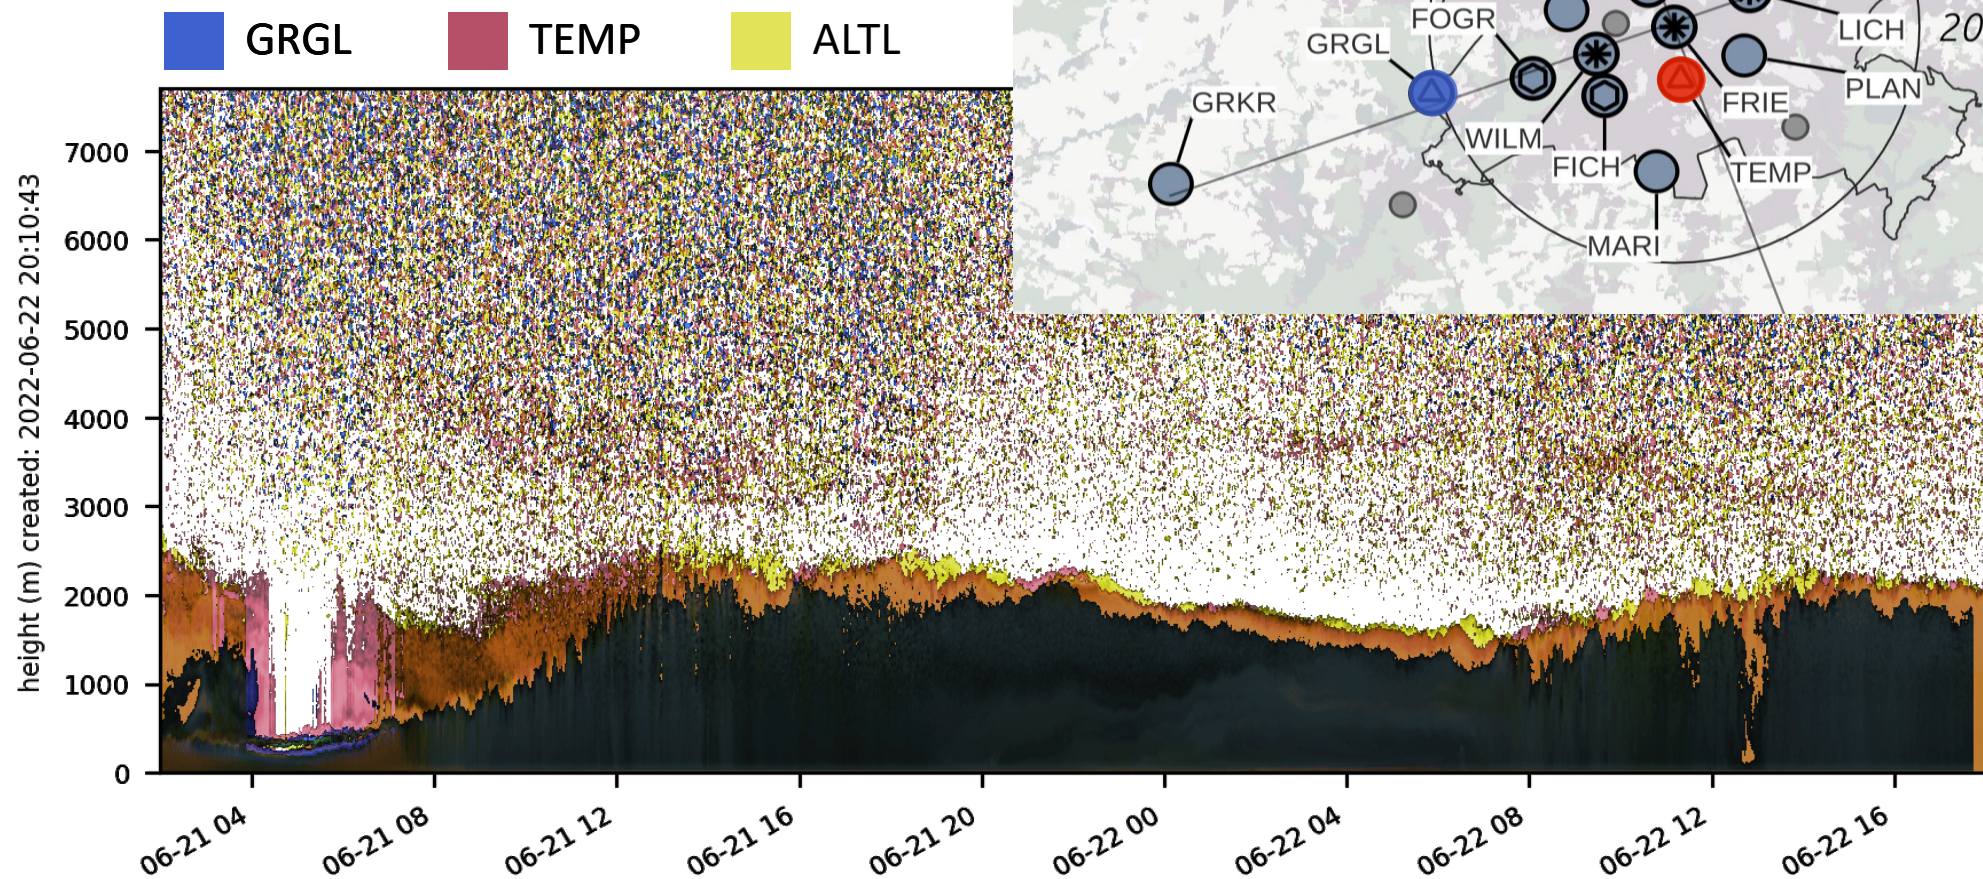 GRGL TEMP ALTL
FOGR
GRGL
LICH
20
GRKR
PLAN
FRIE
WILM
FICH
TEMP
MARI
height (m) created: 2022-06-22 20:10:43
7000
6000
5000
4000
3000
2000
1000
0
06-21 04
06-21 08
06-21 12
06-21 16
06-21 20
06-22 00
06-22 04
06-22 08
06-22 12
06-22 16